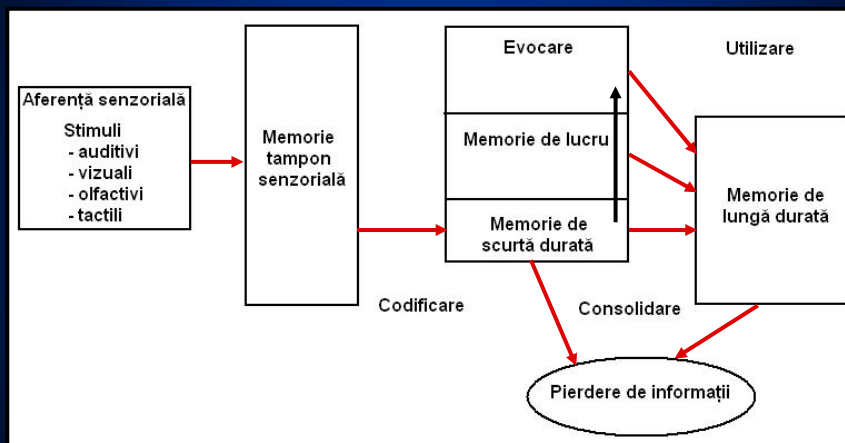 Aferență senzorială
Stimuli
- auditivi
- vizuali
- olfactivi
- tactili
Memorie
tampon
senzorială
Codificare
Evocare
Memorie de lucru
Memorie de
scurtă durată
Utilizare
Memorie de
lungă durată
Consolidare
Pierdere de informații